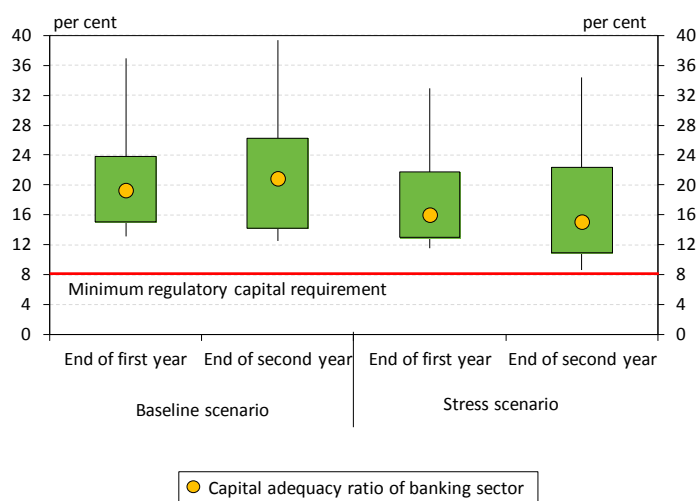 per cent per cent
40 40
36 36
32 32
28 28
24 24
20 20
16 16
12 12
8 8
Minimum regulatory capital requirement
4 4
0 0
End of first year End of second year End of first year End of second year
Baseline scenario Stress scenario
Capital adequacy ratio of banking sector